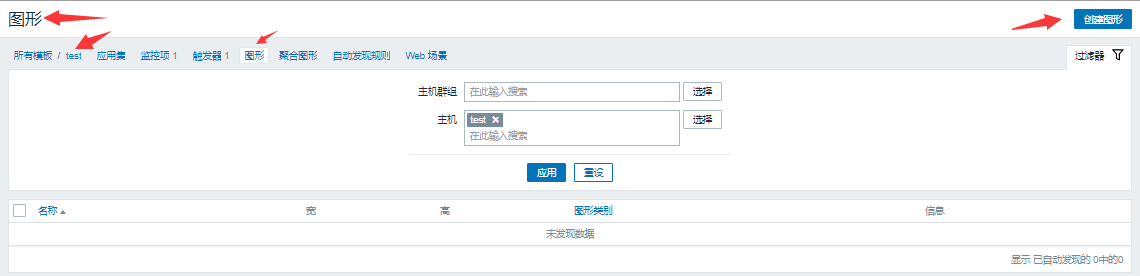 图形
创建图形
所有模板 / test 应用集 监控项 1 触发器 1 图形 聚合图形 自动发现规则 Web 场景 过滤器
主机群组 在此输入搜索 选择
主机 test 选择
在此输入搜索
应用 重设
名称 宽 高 图形类别 信息
未发现数据
显示 已自动发现的 0中的0